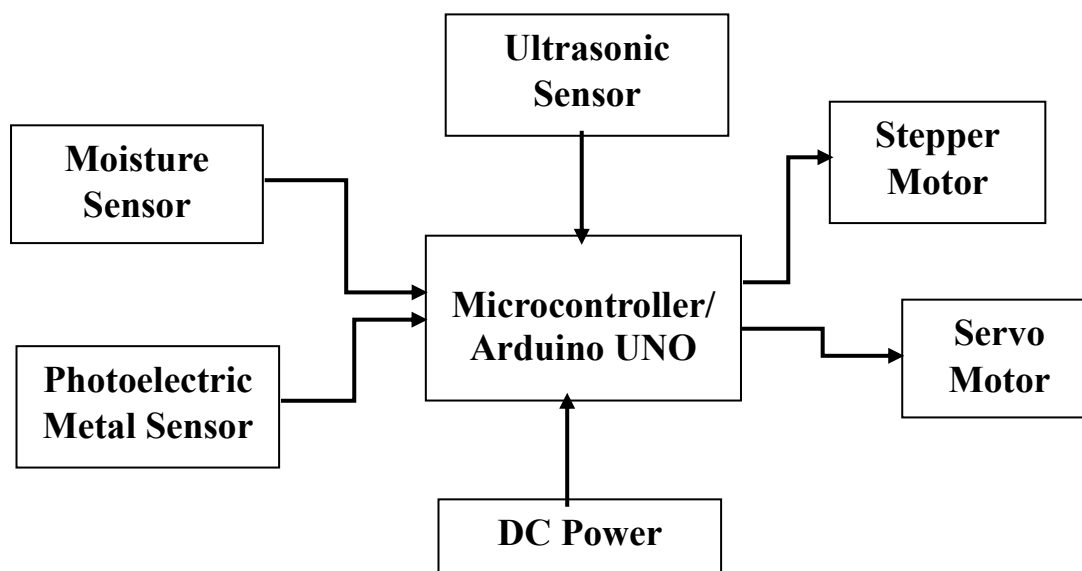 Ultrasonic
Sensor
Moisture
Sensor
Stepper
Motor
Microcontroller/
Arduino UNO
Photoelectric
Metal Sensor
Servo
Motor
DC Power